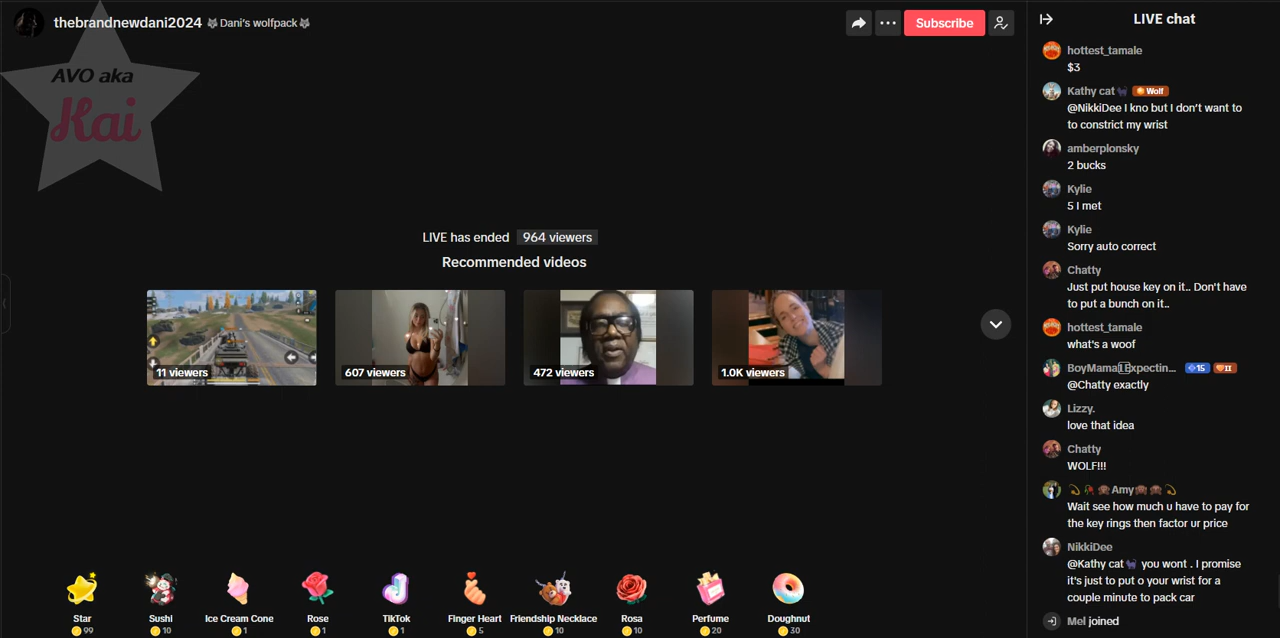 thebrandnewdani2024 🐺Dani's wolfpack🐺
Subscribe
AVO aka
Kai
LIVE has ended 964 viewers
Recommended videos
11 viewers
607 viewers
472 viewers
1.0K viewers
Star
99
Sushi
10
Ice Cream Cone
1
Rose
1
TikTok
1
Finger Heart
5
Friendship Necklace
10
Rosa
10
Perfume
20
Doughnut
30
LIVE chat
hottest_tamale
$3
Kathy cat🐈‍⬛ Wolf
@NikkiDee I kno but I don't want to
to constrict my wrist
amberplonsky
2 bucks
Kylie
5 I met
Kylie
Sorry auto correct
Chatty
Just put house key on it.. Don't have
to put a bunch on it..
hottest_tamale
what's a woof
BoyMama Expectin... 15 II
@Chatty exactly
Lizzy.
love that idea
Chatty
WOLF!!!
💫🥀🙈Amy🙈🙈💫
Wait see how much u have to pay for
the key rings then factor ur price
NikkiDee
@Kathy cat🐈‍⬛ you wont . I promise
it's just to put o your wrist for a
couple minute to pack car
Mel joined